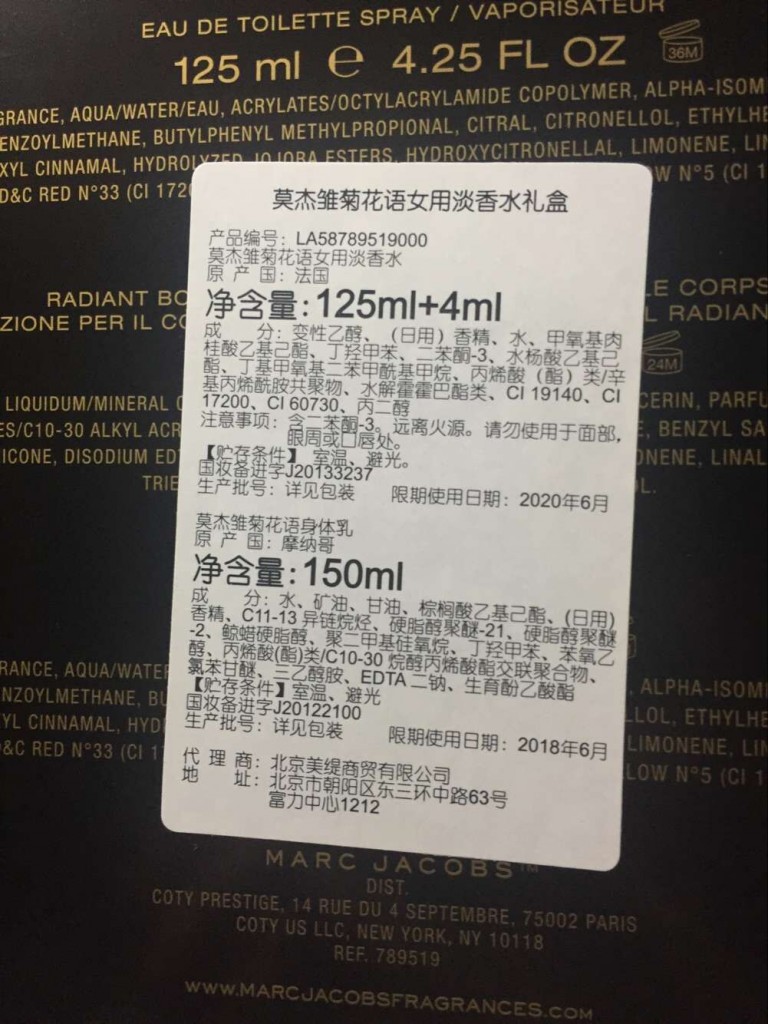 EAU DE TOILETTE SPRAY / VAPORISATEUR
125 ml e 4.25 FL OZ
36M
GRANCE, AQUA/WATER/EAU, ACRYLATES/OCTYLACRYLAMIDE COPOLYMER, ALPHA-ISOM
ENZOYLMETHANE, BUTYLPHENYL METHYLPROPIONAL, CITRAL, CITRONELLOL, ETHYLHE
XYL CINNAMAL, HYDROLYZED JOJOBA ESTERS, HYDROXYCITRONELLAL, LIMONENE, LIN
D&C RED N°33 (CI 1720
W N°5 (CI 1
莫杰雏菊花语女用淡香水礼盒
产品编号：LA58789519000
莫杰雏菊花语女用淡香水
原 产 国：法国
净含量：125ml+4ml
成 分：变性乙醇、（日用）香精、水、甲氧基肉
桂酸乙基己酯、丁羟甲苯、二苯酮-3、水杨酸乙基己
酯、丁基甲氧基二苯甲酰基甲烷、丙烯酸（酯）类/辛
基丙烯酰胺共聚物、水解霍霍巴酯类、CI 19140、CI
17200、CI 60730、丙二醇
注意事项：含二苯酮-3。远离火源。请勿使用于面部，
眼周或口唇处。
【贮存条件】 室温、避光。
国妆备进字J20133237
生产批号：详见包装 限期使用日期：2020年6月
莫杰雏菊花语身体乳
原 产 国：摩纳哥
净含量：150ml
成 分：水、矿油、甘油、棕榈酸乙基己酯、（日用）
香精、C11-13 异链烷烃、硬脂醇聚醚-21、硬脂醇聚醚
-2、鲸蜡硬脂醇、聚二甲基硅氧烷、丁羟甲苯、苯氧乙
醇、丙烯酸(酯)类/C10-30 烷醇丙烯酸酯交联聚合物、
氯苯甘醚、三乙醇胺、EDTA 二钠、生育酚乙酸酯
【贮存条件】室温、避光
国妆备进字J20122100
生产批号：详见包装 限期使用日期：2018年6月
代 理 商：北京美缇商贸有限公司
地 址：北京市朝阳区东三环中路63号
富力中心1212
RADIANT BO
LE CORPS
ZIONE PER IL CO
L RADIAN
24M
LIQUIDUM/MINERAL
CERIN, PARFU
ES/C10-30 ALKYL ACR
E, BENZYL SA
ICONE, DISODIUM ED
ONENE, LINAL
TRIE
OL.
RANCE, AQUA/WATER
ALPHA-ISOM
NZOYLMETHANE, BU
LLOL, ETHYLHE
YL CINNAMAL, HYD
LIMONENE, LIN
&C RED N°33 (CI 1
LOW N°5 (CI 1
MARC JACOBS™
DIST.
COTY PRESTIGE, 14 RUE DU 4 SEPTEMBRE, 75002 PARIS
COTY US LLC, NEW YORK, NY 10118
REF. 789519
WWW.MARCJACOBSFRAGRANCES.COM